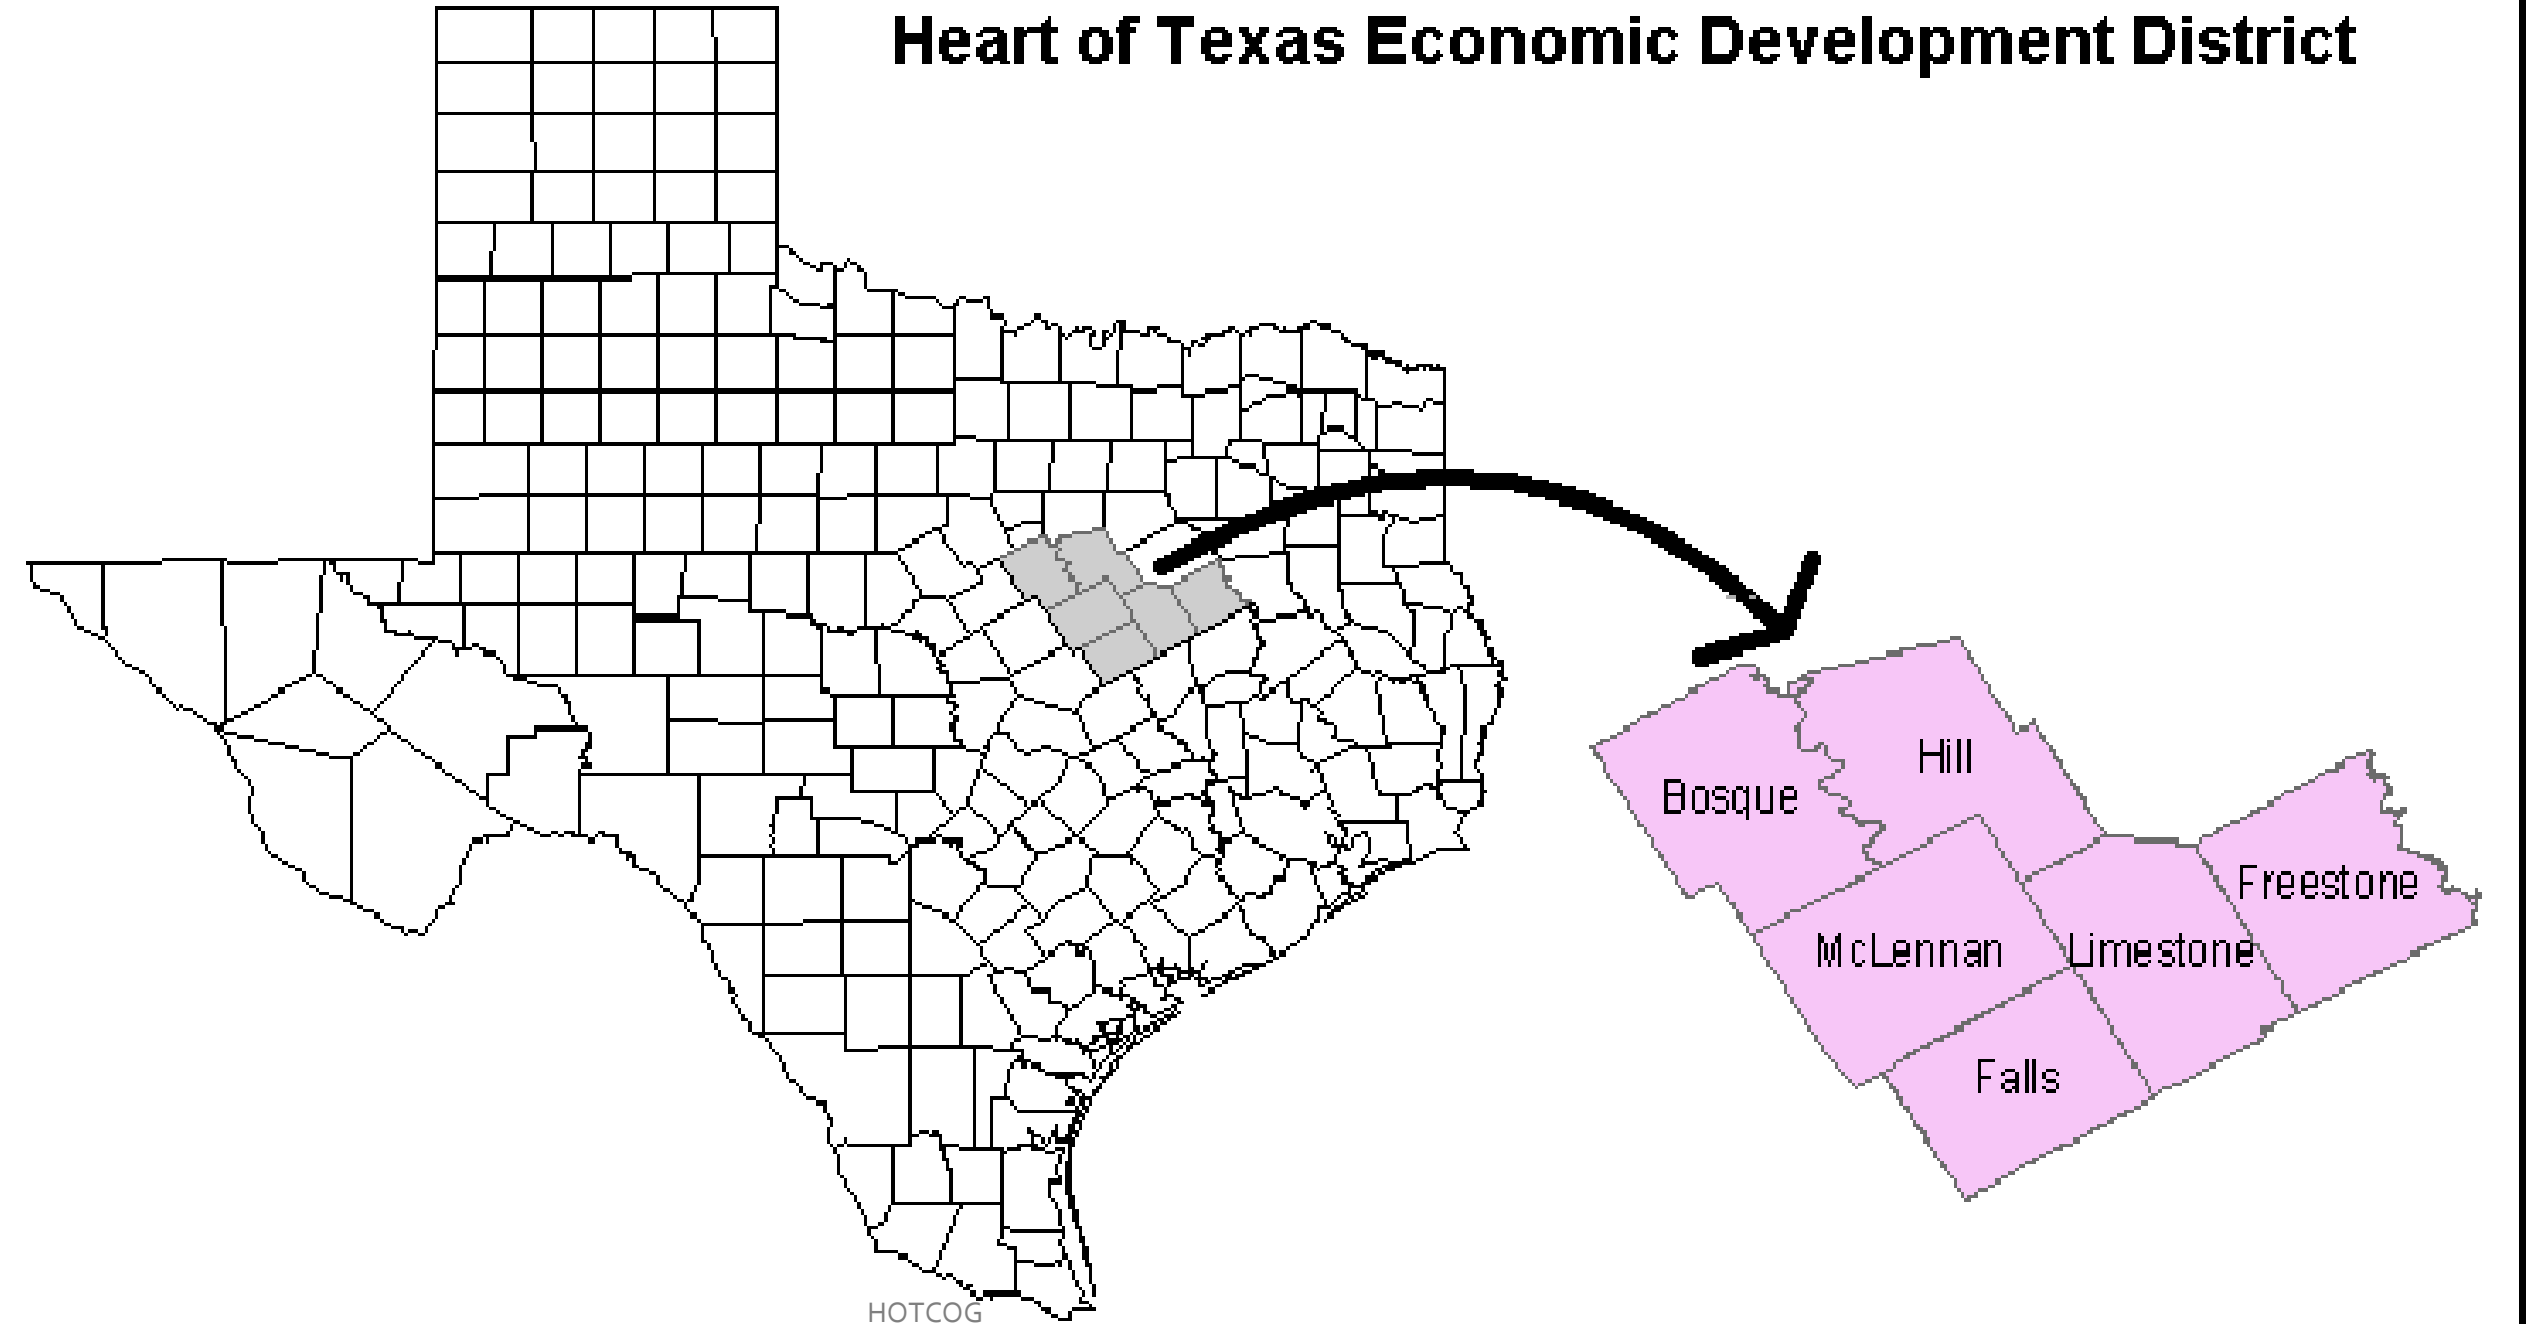 Heart of Texas Economic Development District
Hill
Bosque
Freestone
McLennan
Limestone
Falls
HOTCOG